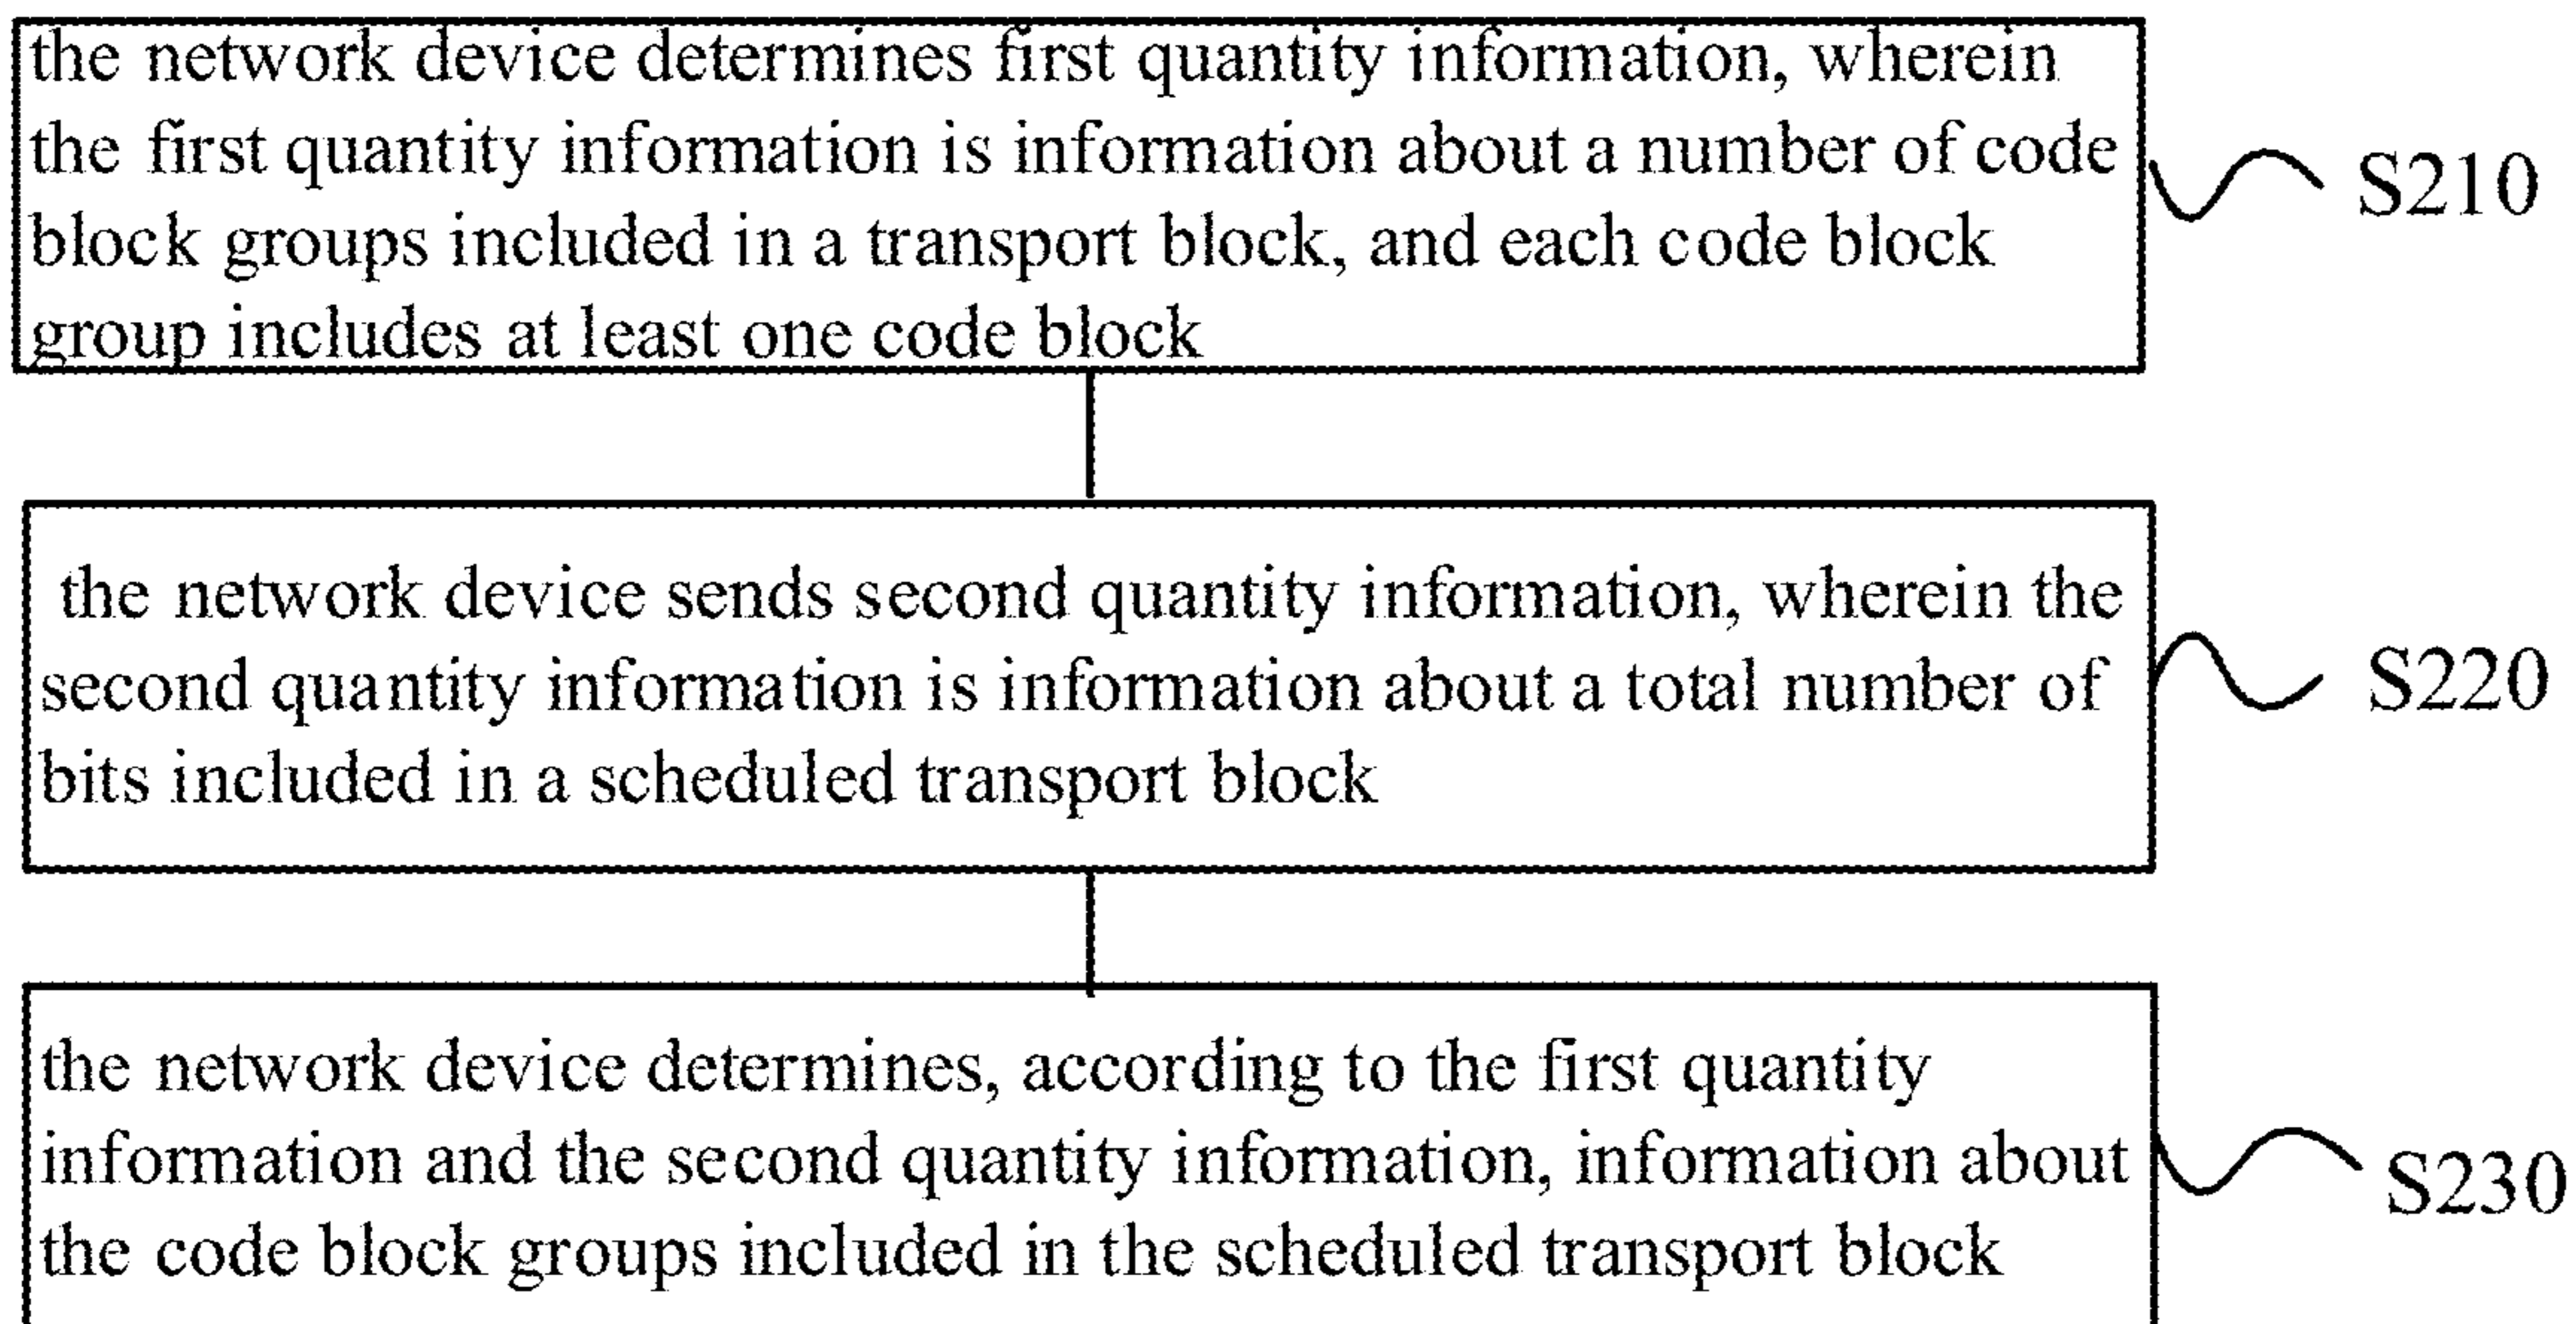 the network device determines first quantity information, wherein
the first quantity information is information about a number of code
block groups included in a transport block, and each code block
group includes at least one code block
S210
the network device sends second quantity information, wherein the
second quantity information is information about a total number of
bits included in a scheduled transport block
S220
the network device determines, according to the first quantity
information and the second quantity information, information about
the code block groups included in the scheduled transport block
S230